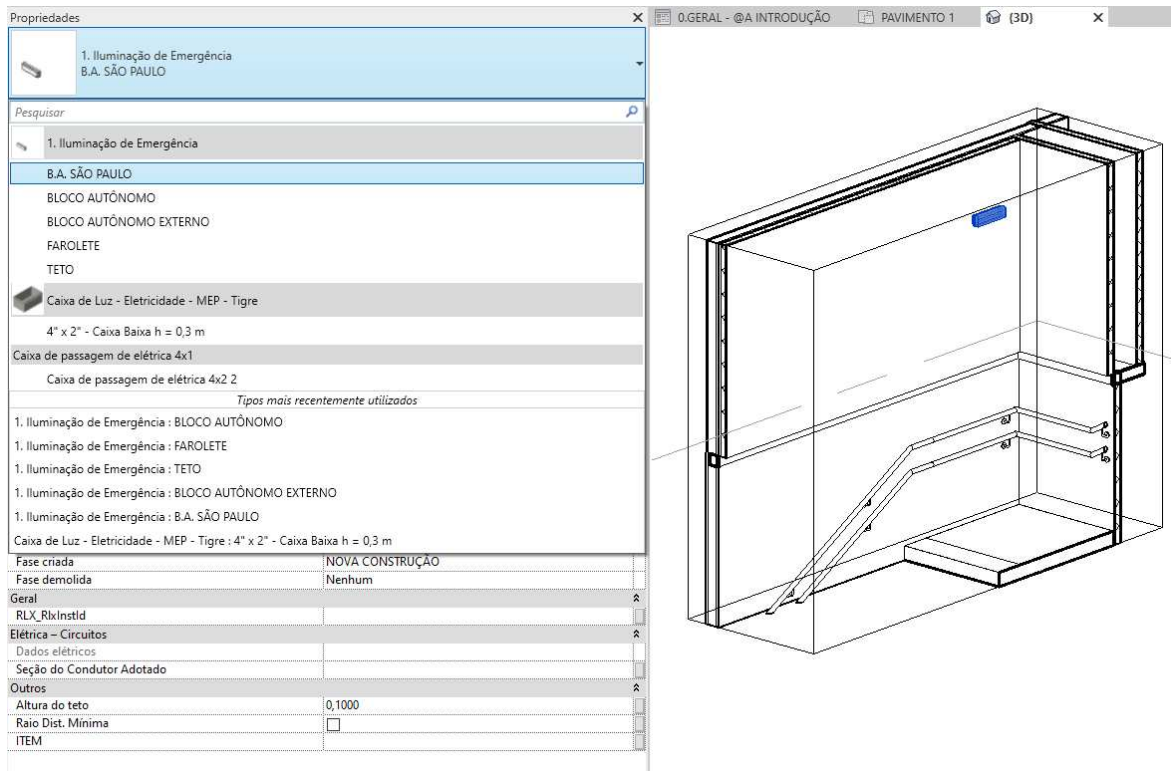 Propriedades
0.GERAL - @A INTRODUÇÃO
PAVIMENTO 1
{3D}
1. Iluminação de Emergência
B.A. SÃO PAULO
Pesquisar
1. Iluminação de Emergência
B.A. SÃO PAULO
BLOCO AUTÔNOMO
BLOCO AUTÔNOMO EXTERNO
FAROLETE
TETO
Caixa de Luz - Eletricidade - MEP - Tigre
4" x 2" - Caixa Baixa h = 0,3 m
Caixa de passagem de elétrica 4x1
Caixa de passagem de elétrica 4x2 2
Tipos mais recentemente utilizados
1. Iluminação de Emergência : BLOCO AUTÔNOMO
1. Iluminação de Emergência : FAROLETE
1. Iluminação de Emergência : TETO
1. Iluminação de Emergência : BLOCO AUTÔNOMO EXTERNO
1. Iluminação de Emergência : B.A. SÃO PAULO
Caixa de Luz - Eletricidade - MEP - Tigre : 4" x 2" - Caixa Baixa h = 0,3 m
Fase criada NOVA CONSTRUÇÃO
Fase demolida Nenhum
Geral
RLX_RlxInstId
Elétrica – Circuitos
Dados elétricos
Seção do Condutor Adotado
Outros
Altura do teto 0,1000
Raio Dist. Mínima
ITEM